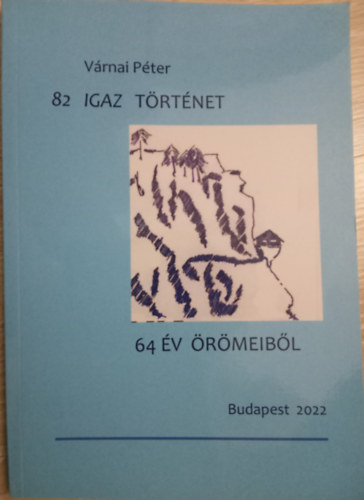 Várnai Péter
82 IGAZ TÖRTÉNET
64 ÉV ÖRÖMEIBŐL
Budapest 2022